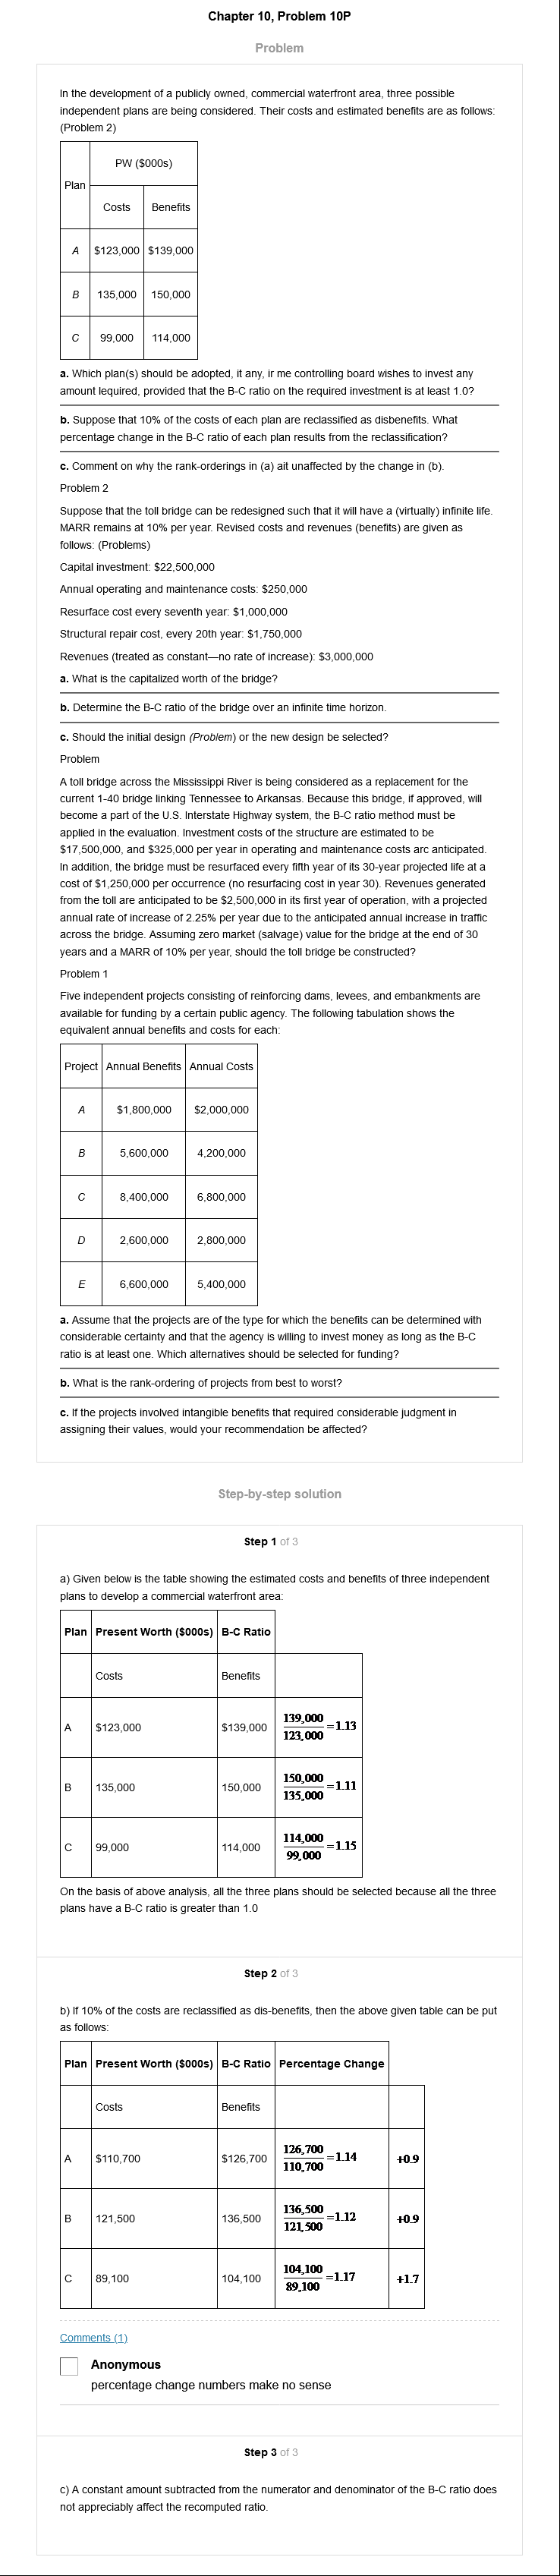 Chapter 10, Problem 10P
Problem
In the development of a publicly owned, commercial waterfront area, three possible
independent plans are being considered. Their costs and estimated benefits are as follows:
(Problem 2)
Plan
PW ($000s)
Costs Benefits
A $123,000 $139,000
B 135,000 150,000
C 99,000 114,000
a. Which plan(s) should be adopted, it any, ir me controlling board wishes to invest any
amount lequired, provided that the B-C ratio on the required investment is at least 1.0?
b. Suppose that 10% of the costs of each plan are reclassified as disbenefits. What
percentage change in the B-C ratio of each plan results from the reclassification?
c. Comment on why the rank-orderings in (a) ait unaffected by the change in (b).
Problem 2
Suppose that the toll bridge can be redesigned such that it will have a (virtually) infinite life.
MARR remains at 10% per year. Revised costs and revenues (benefits) are given as
follows: (Problems)
Capital investment: $22,500,000
Annual operating and maintenance costs: $250,000
Resurface cost every seventh year: $1,000,000
Structural repair cost, every 20th year: $1,750,000
Revenues (treated as constant—no rate of increase): $3,000,000
a. What is the capitalized worth of the bridge?
b. Determine the B-C ratio of the bridge over an infinite time horizon.
c. Should the initial design (Problem) or the new design be selected?
Problem
A toll bridge across the Mississippi River is being considered as a replacement for the
current 1-40 bridge linking Tennessee to Arkansas. Because this bridge, if approved, will
become a part of the U.S. Interstate Highway system, the B-C ratio method must be
applied in the evaluation. Investment costs of the structure are estimated to be
$17,500,000, and $325,000 per year in operating and maintenance costs arc anticipated.
In addition, the bridge must be resurfaced every fifth year of its 30-year projected life at a
cost of $1,250,000 per occurrence (no resurfacing cost in year 30). Revenues generated
from the toll are anticipated to be $2,500,000 in its first year of operation, with a projected
annual rate of increase of 2.25% per year due to the anticipated annual increase in traffic
across the bridge. Assuming zero market (salvage) value for the bridge at the end of 30
years and a MARR of 10% per year, should the toll bridge be constructed?
Problem 1
Five independent projects consisting of reinforcing dams, levees, and embankments are
available for funding by a certain public agency. The following tabulation shows the
equivalent annual benefits and costs for each:
Project Annual Benefits Annual Costs
A $1,800,000 $2,000,000
B 5,600,000 4,200,000
C 8,400,000 6,800,000
D 2,600,000 2,800,000
E 6,600,000 5,400,000
a. Assume that the projects are of the type for which the benefits can be determined with
considerable certainty and that the agency is willing to invest money as long as the B-C
ratio is at least one. Which alternatives should be selected for funding?
b. What is the rank-ordering of projects from best to worst?
c. If the projects involved intangible benefits that required considerable judgment in
assigning their values, would your recommendation be affected?
Step-by-step solution
Step 1 of 3
a) Given below is the table showing the estimated costs and benefits of three independent
plans to develop a commercial waterfront area:
Plan Present Worth ($000s) B-C Ratio
Costs Benefits
A $123,000 $139,000 139,000/123,000 =1.13
B 135,000 150,000 150,000/135,000 =1.11
C 99,000 114,000 114,000/99,000 =1.15
On the basis of above analysis, all the three plans should be selected because all the three
plans have a B-C ratio is greater than 1.0
Step 2 of 3
b) If 10% of the costs are reclassified as dis-benefits, then the above given table can be put
as follows:
Plan Present Worth ($000s) B-C Ratio Percentage Change
Costs Benefits
A $110,700 $126,700 126,700/110,700 =1.14 +0.9
B 121,500 136,500 136,500/121,500 =1.12 +0.9
C 89,100 104,100 104,100/89,100 =1.17 +1.7
Comments (1)
Anonymous
percentage change numbers make no sense
Step 3 of 3
c) A constant amount subtracted from the numerator and denominator of the B-C ratio does
not appreciably affect the recomputed ratio.